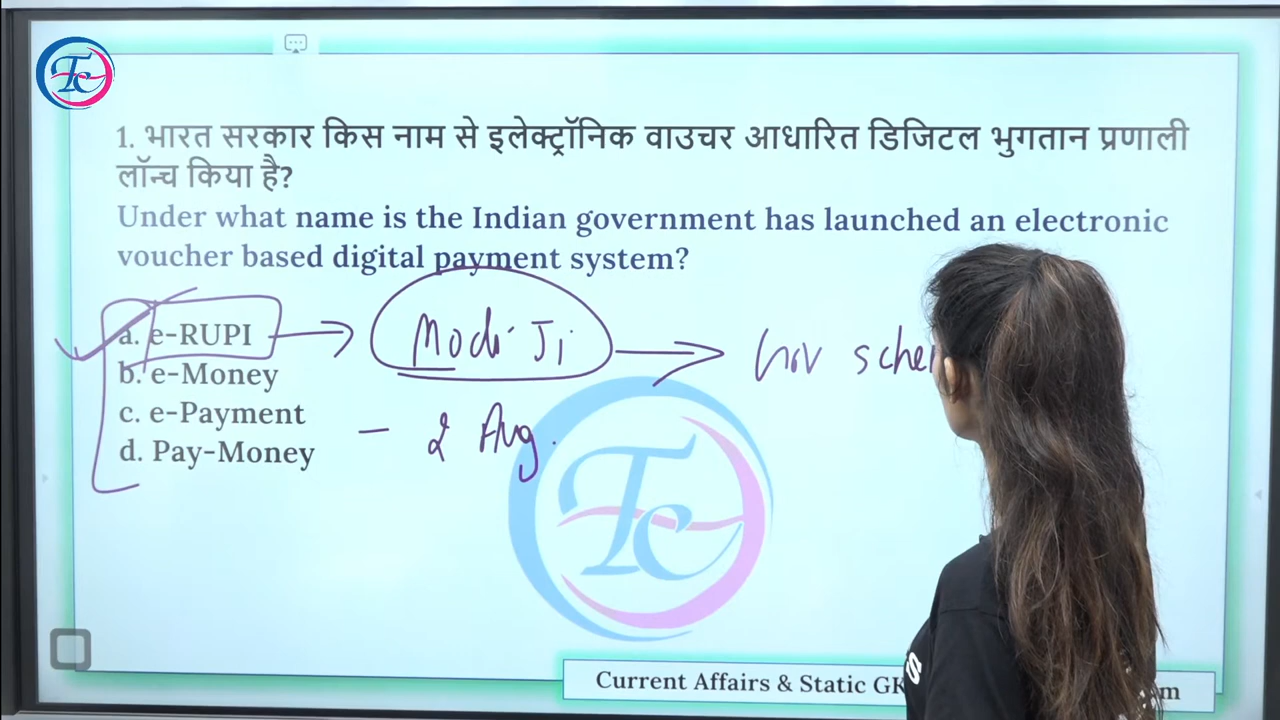 Tc
1. भारत सरकार किस नाम से इलेक्ट्रॉनिक वाउचर आधारित डिजिटल भुगतान प्रणाली
लॉन्च किया है?
Under what name is the Indian government has launched an electronic
voucher based digital payment system?
a. e-RUPI
Modi Ji
b. e-Money
c. e-Payment
2 Aug.
d. Pay-Money
Tc
Current Affairs & Static GK